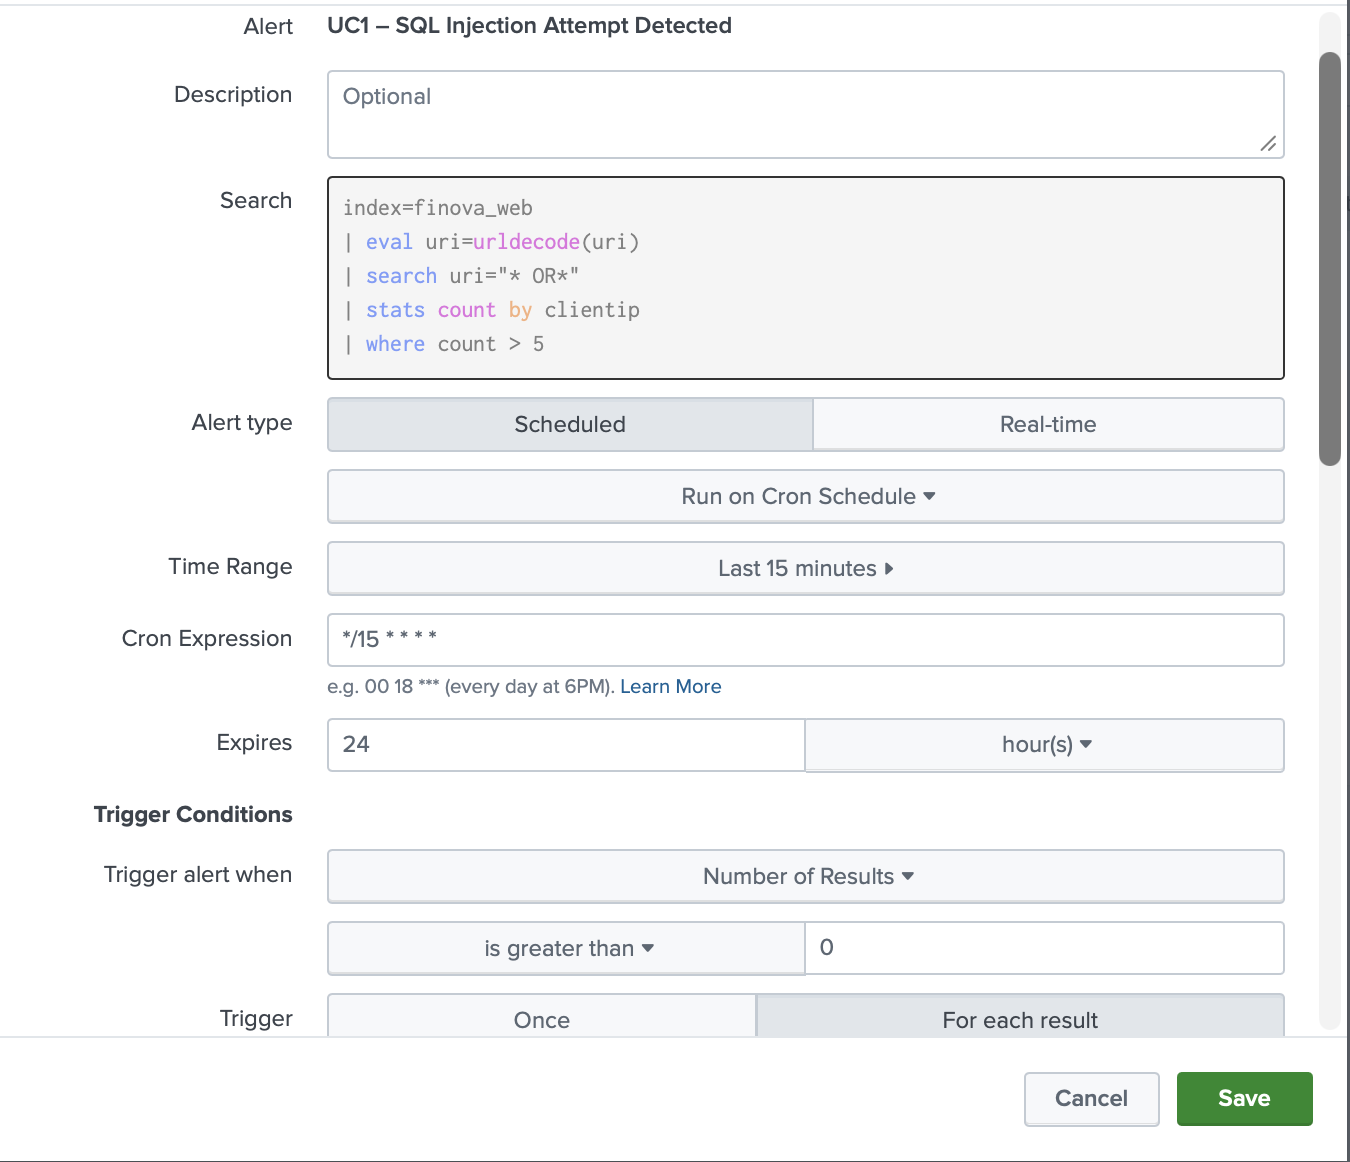 Alert UC1 – SQL Injection Attempt Detected
Description Optional
Search
index=finova_web
| eval uri=urldecode(uri)
| search uri="* OR*"
| stats count by clientip
| where count > 5
Alert type Scheduled Real-time
Run on Cron Schedule
Time Range Last 15 minutes
Cron Expression */15 * * * *
e.g. 00 18 *** (every day at 6PM). Learn More
Expires 24 hour(s)
Trigger Conditions
Trigger alert when Number of Results
is greater than 0
Trigger Once For each result
Cancel Save